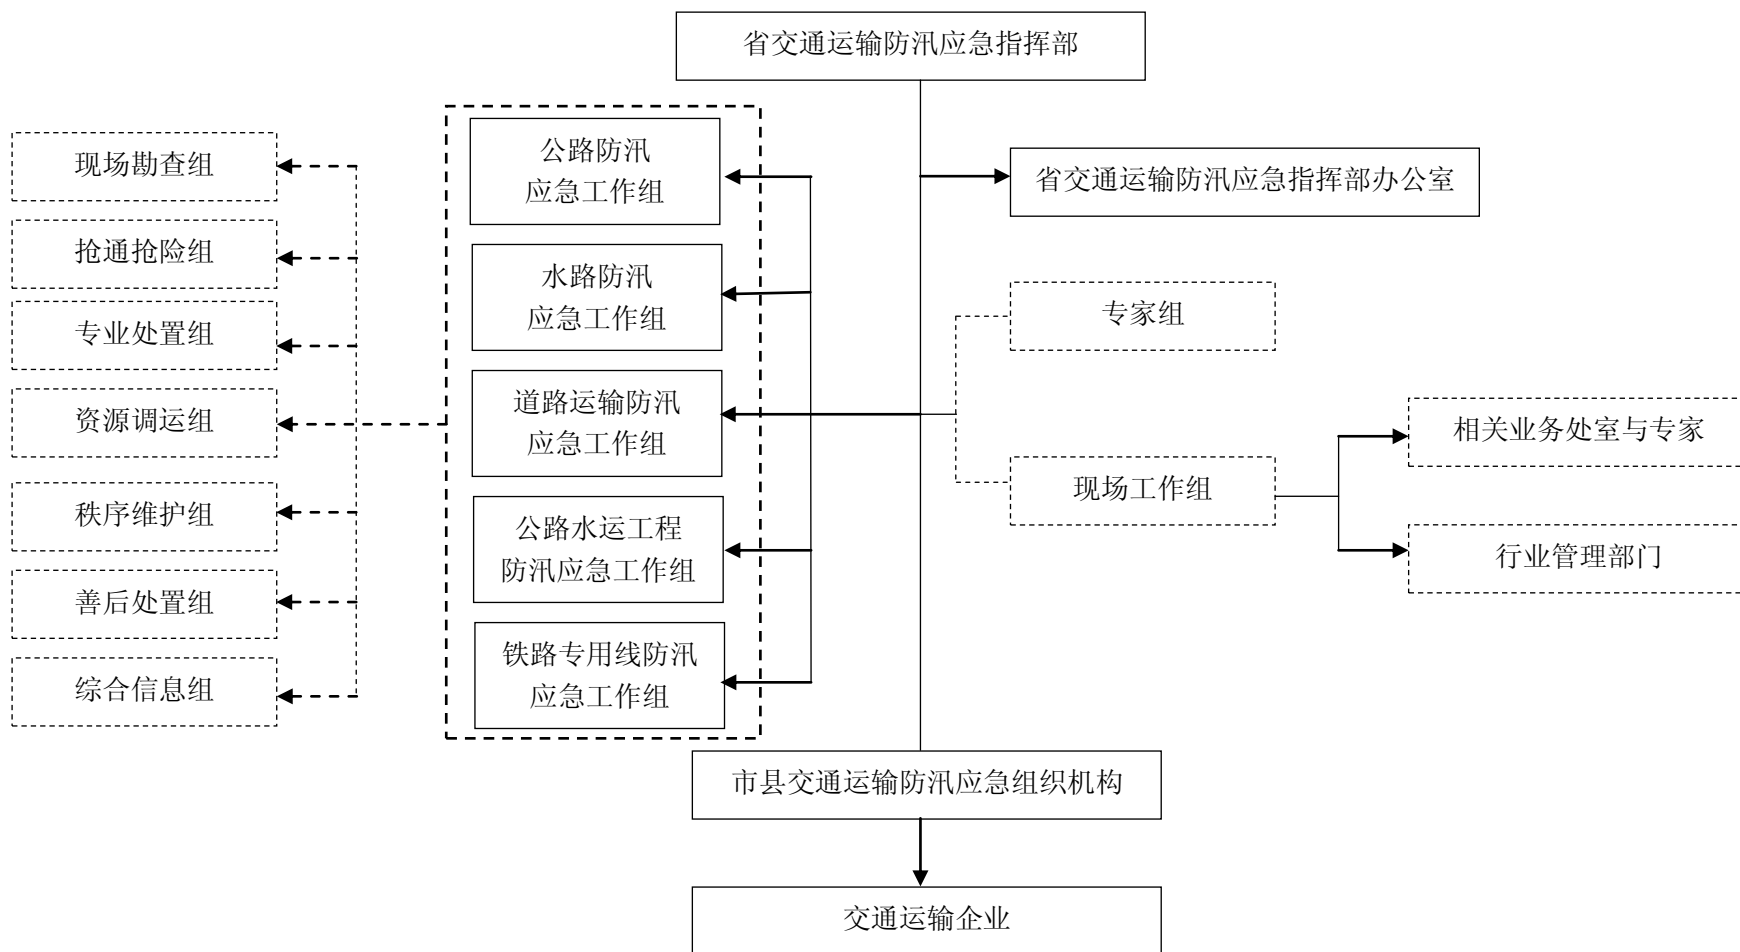 省交通运输防汛应急指挥部
现场勘查组
抢通抢险组
专业处置组
资源调运组
秩序维护组
善后处置组
综合信息组
公路防汛
应急工作组
水路防汛
应急工作组
道路运输防汛
应急工作组
公路水运工程
防汛应急工作组
铁路专用线防汛
应急工作组
省交通运输防汛应急指挥部办公室
专家组
现场工作组
相关业务处室与专家
行业管理部门
市县交通运输防汛应急组织机构
交通运输企业